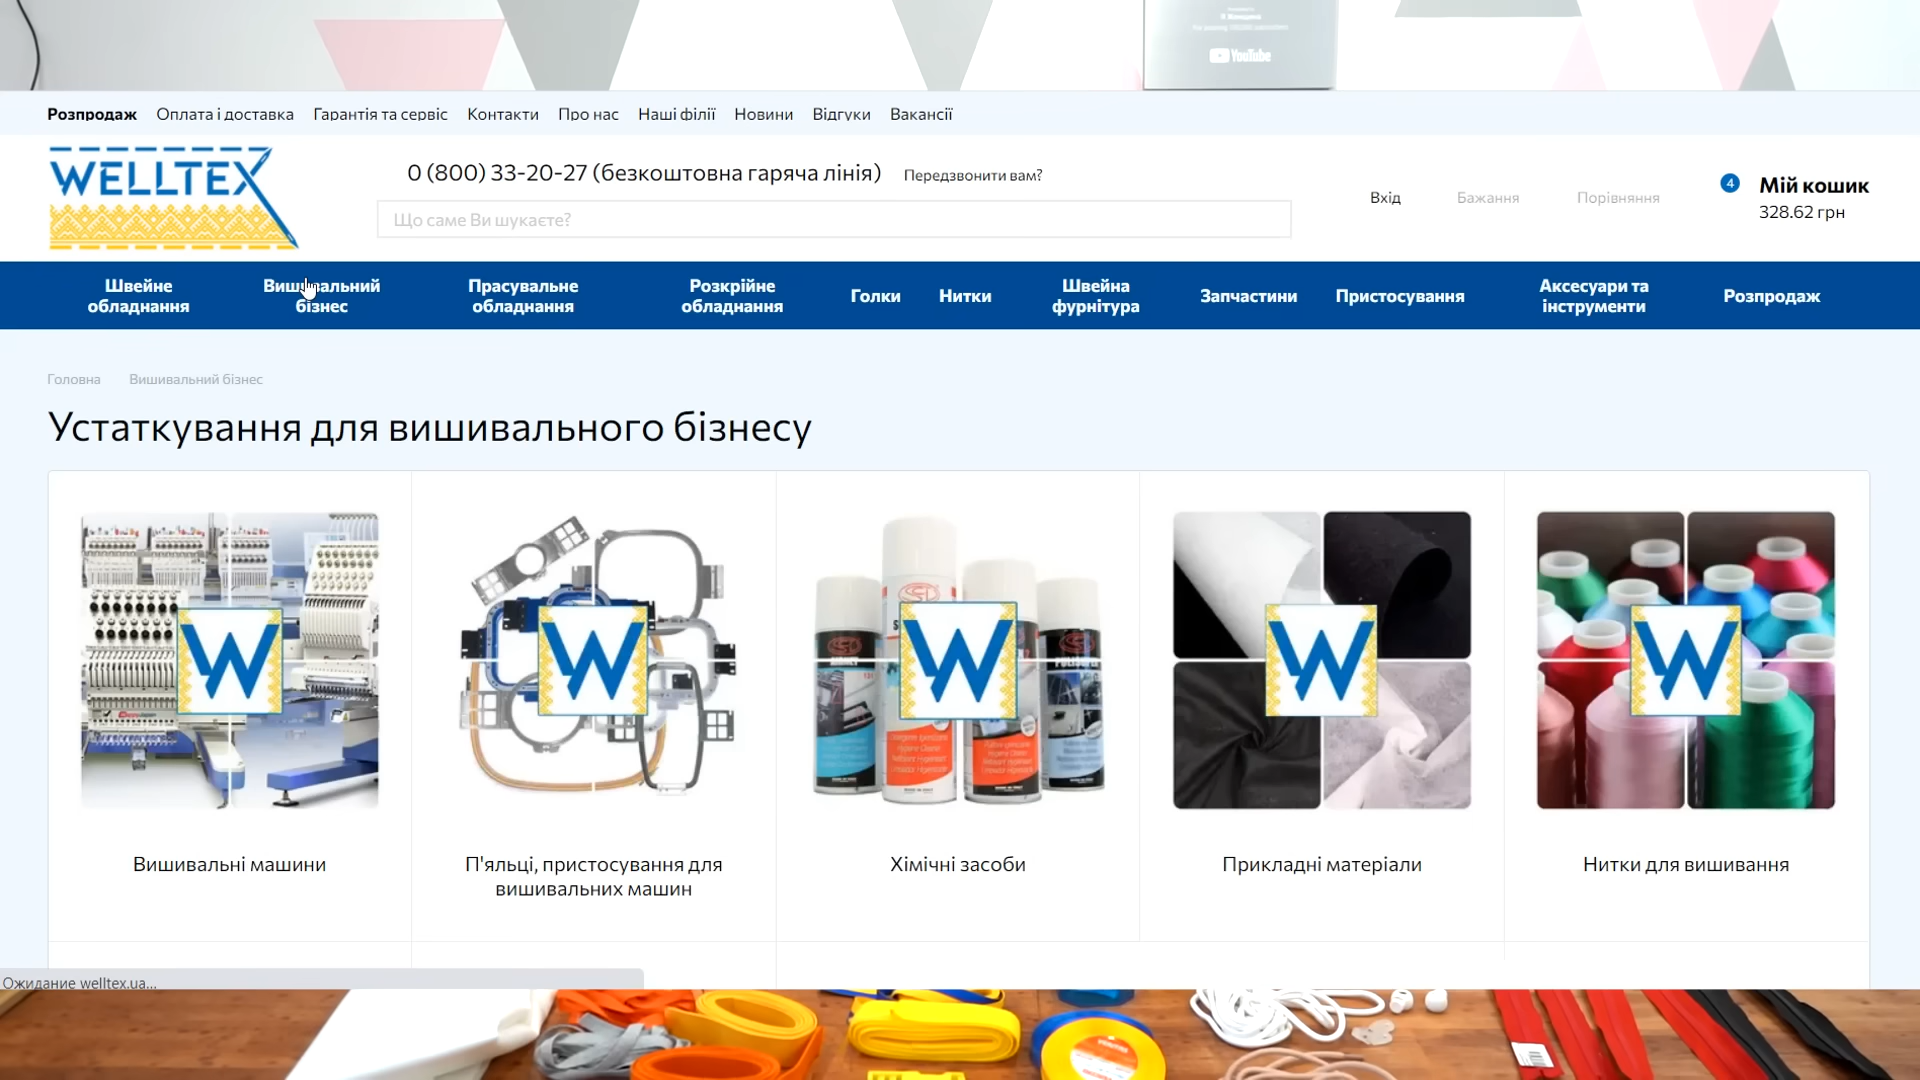 YouTube
Розпродаж Оплата і доставка Гарантія та сервіс Контакти Про нас Наші філії Новини Відгуки Вакансії
WELLTEX
0 (800) 33-20-27 (безкоштовна гаряча лінія) Передзвонити вам?
Що саме Ви шукаєте?
Вхід Бажання Порівняння
4 Мій кошик
328.62 грн
Швейне обладнання
Вишивальний бізнес
Прасувальне обладнання
Розкрійне обладнання
Голки
Нитки
Швейна фурнітура
Запчастини
Пристосування
Аксесуари та інструменти
Розпродаж
Головна Вишивальний бізнес
Устаткування для вишивального бізнесу
W
W
W
W
W
Вишивальні машини
П'яльці, пристосування для
вишивальних машин
Хімічні засоби
Прикладні матеріали
Нитки для вишивання
Ожидание welltex.ua...